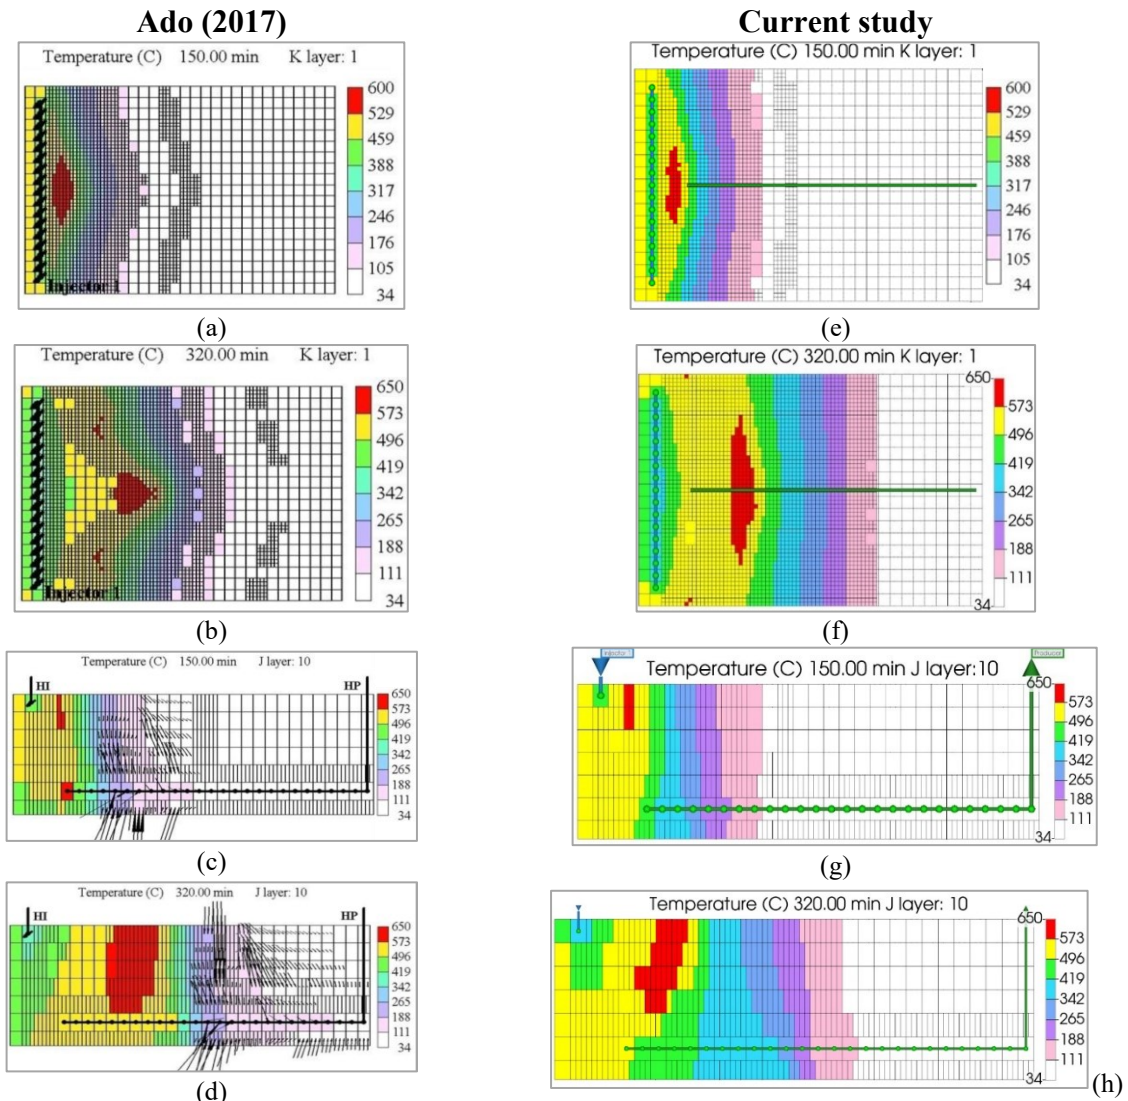 Ado (2017)
Current study
Temperature (C) 150.00 min K layer: 1
600
529
459
388
317
246
176
105
34
Injector 1
(a)
Temperature (C) 150.00 min K layer: 1
600
529
459
388
317
246
176
105
34
(e)
Temperature (C) 320.00 min K layer: 1
650
573
496
419
342
265
188
111
34
Injector 1
(b)
Temperature (C) 320.00 min K layer: 1
650
573
496
419
342
265
188
111
34
(f)
Temperature (C) 150.00 min J layer: 10
HI
HP
650
573
496
419
342
265
188
111
34
(c)
Producer
Temperature (C) 150.00 min J layer:10
650
573
496
419
342
265
188
111
34
(g)
Temperature (C) 320.00 min J layer: 10
HI
HP
650
573
496
419
342
265
188
111
34
(d)
Temperature (C) 320.00 min J layer: 10
650
573
496
419
342
265
188
111
34
(h)